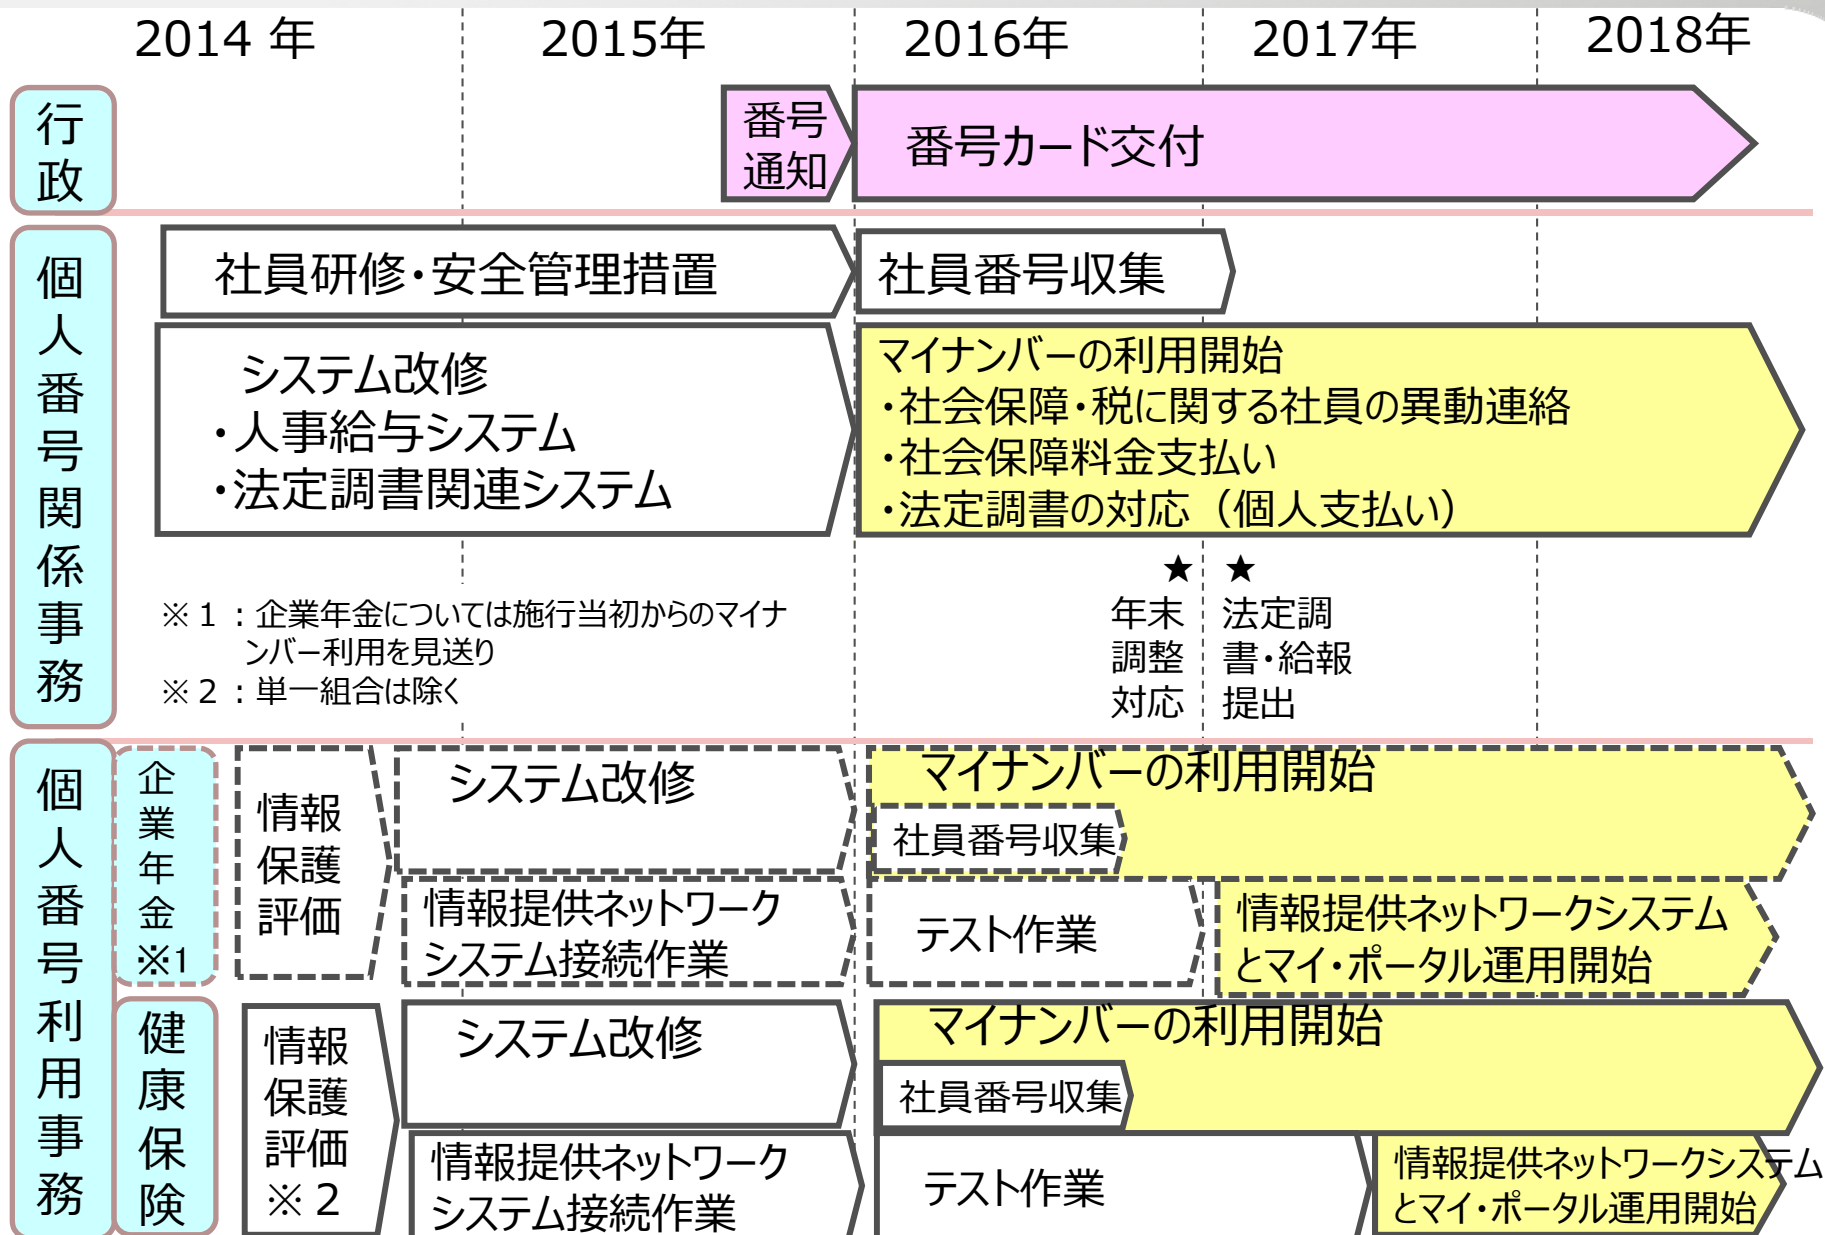 2014 年
2015年
2016年
2017年
2018年
行政
番号
通知
番号カード交付
個人番号関係事務
社員研修・安全管理措置
社員番号収集
システム改修
・人事給与システム
・法定調書関連システム
マイナンバーの利用開始
・社会保障・税に関する社員の異動連絡
・社会保障料金支払い
・法定調書の対応（個人支払い）
★
年末
調整
対応
★
法定調
書・給報
提出
※１：企業年金については施行当初からのマイナ
ンバー利用を見送り
※２：単一組合は除く
個人番号利用事務
企業年金
※1
情報
保護
評価
システム改修
情報提供ネットワーク
システム接続作業
マイナンバーの利用開始
社員番号収集
テスト作業
情報提供ネットワークシステム
とマイ・ポータル運用開始
健康保険
情報
保護
評価
※２
システム改修
情報提供ネットワーク
システム接続作業
マイナンバーの利用開始
社員番号収集
テスト作業
情報提供ネットワークシステム
とマイ・ポータル運用開始